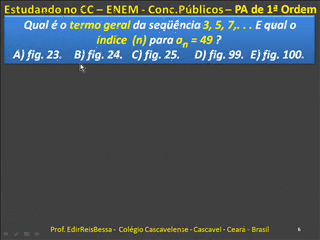 Estudando no CC – ENEM - Conc.Públicos – PA de 1ª Ordem
Qual é o termo geral da seqüência 3, 5, 7,. . . E qual o
índice (n) para an = 49 ?
A) fig. 23. B) fig. 24. C) fig. 25. D) fig. 99. E) fig. 100.
Prof. EdirReisBessa - Colégio Cascavelense - Cascavel - Ceará - Brasil
6